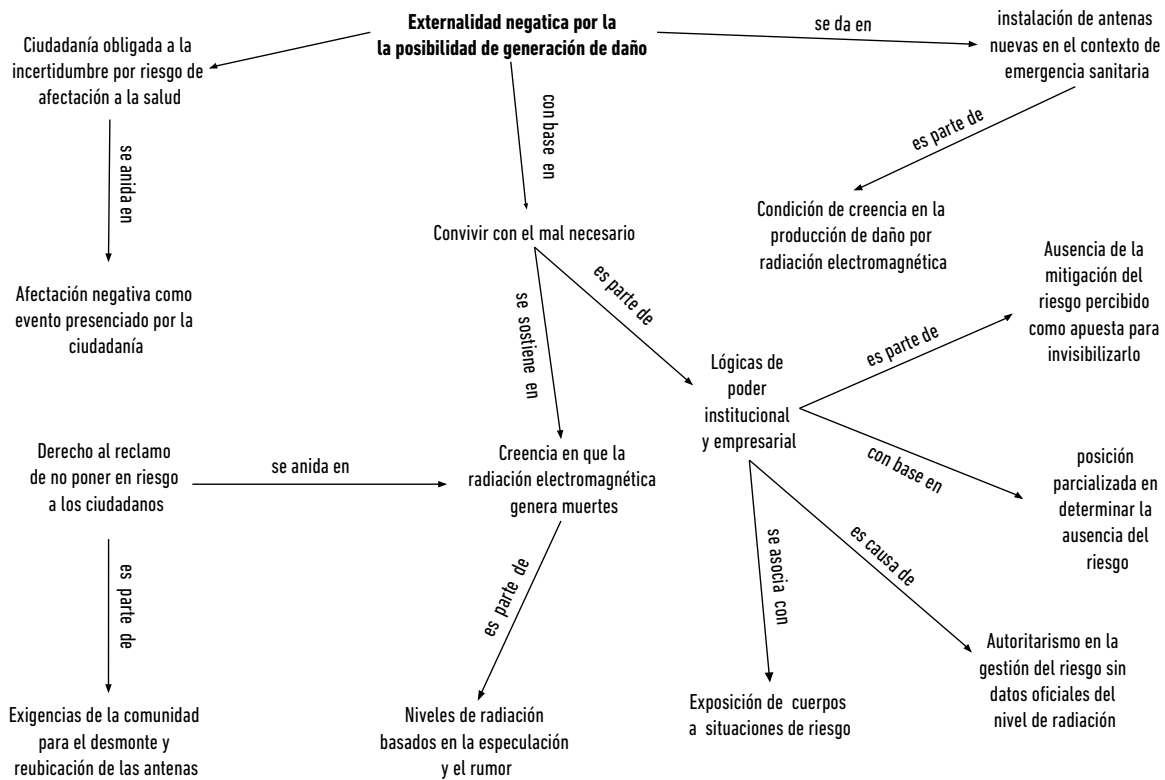 Externalidad negatica por la
la posibilidad de generación de daño
se da en
instalación de antenas
nuevas en el contexto de
emergencia sanitaria
Ciudadanía obligada a la
incertidumbre por riesgo de
afectación a la salud
con base en
es parte de
se anida en
Condición de creencia en la
producción de daño por
radiación electromagnética
Convivir con el mal necesario
Ausencia de la
mitigación del
riesgo percibido
como apuesta para
invisibilizarlo
Afectación negativa como
evento presenciado por la
ciudadanía
se sostiene en
es parte de
es parte de
Lógicas de
poder
institucional
y empresarial
Derecho al reclamo
de no poner en riesgo
a los ciudadanos
se anida en
Creencia en que la
radiación electromagnética
genera muertes
con base en
posición
parcializada en
determinar la
ausencia del
riesgo
es parte de
es parte de
se asocia con
es causa de
Autoritarismo en la
gestión del riesgo sin
datos oficiales del
nivel de radiación
Exigencias de la comunidad
para el desmonte y
reubicación de las antenas
Niveles de radiación
basados en la especulación
y el rumor
Exposición de cuerpos
a situaciones de riesgo